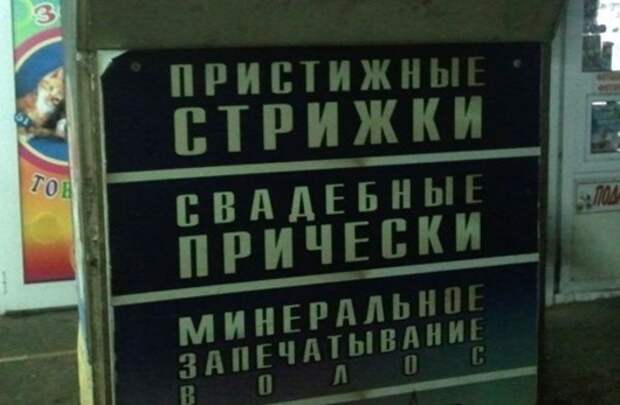 ПРИСТИЖНЫЕ
СТРИЖКИ
СВАДЕБНЫЕ
ПРИЧЕСКИ
МИНЕРАЛЬНОЕ
ЗАПЕЧАТЫВАНИЕ
ВОЛОС